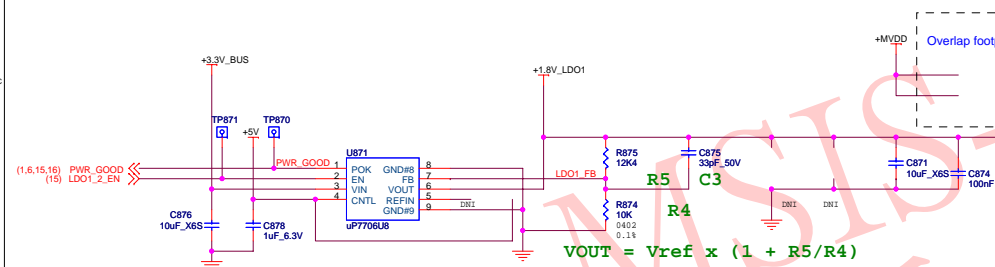 +MVDD
Overlap footp
+3.3V_BUS
+1.8V_LDO1
TP871
TP870
+5V
(1,6,15,16) PWR_GOOD
(15) LDO1_2_EN
PWR_GOOD
U871
1 POK GND#8 8
2 EN FB 7
3 VIN VOUT 6
4 CNTL REFIN 5
GND#9 9
uP7706U8
DNI
LDO1_FB
R875
12K4
R5
C875
33pF_50V
C3
R4
R874
10K
0402
0.1%
C876
10uF_X6S
C878
1uF_6.3V
DNI
DNI
C871
10uF_X6S
C874
100nF
VOUT = Vref x (1 + R5/R4)
MSIS-